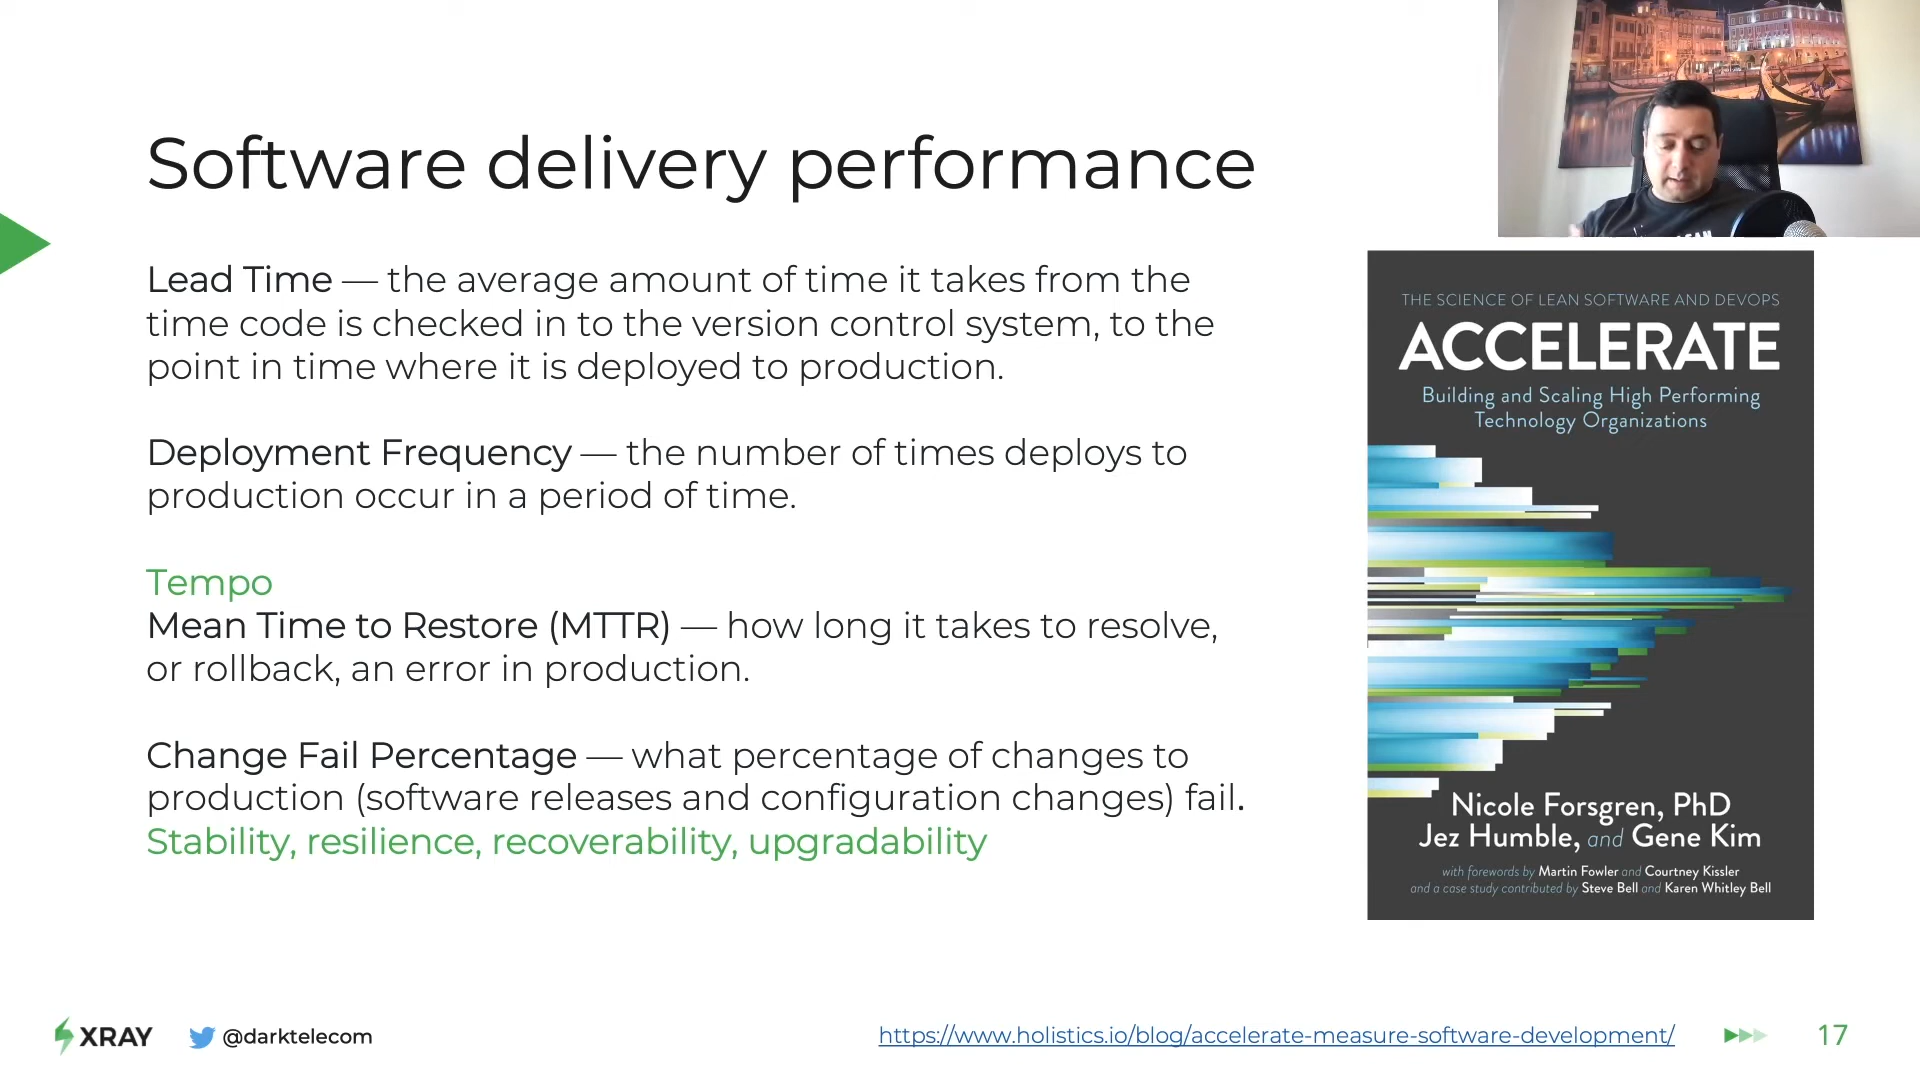 Software delivery performance
Lead Time — the average amount of time it takes from the
time code is checked in to the version control system, to the
point in time where it is deployed to production.
Deployment Frequency — the number of times deploys to
production occur in a period of time.
Tempo
Mean Time to Restore (MTTR) — how long it takes to resolve,
or rollback, an error in production.
Change Fail Percentage — what percentage of changes to
production (software releases and configuration changes) fail.
Stability, resilience, recoverability, upgradability
THE SCIENCE OF LEAN SOFTWARE AND DEVOPS
ACCELERATE
Building and Scaling High Performing
Technology Organizations
Nicole Forsgren, PhD
Jez Humble, and Gene Kim
with forewords by Martin Fowler and Courtney Kissler
and a case study contributed by Steve Bell and Karen Whitley Bell
XRAY
@darktelecom
https://www.holistics.io/blog/accelerate-measure-software-development/
17